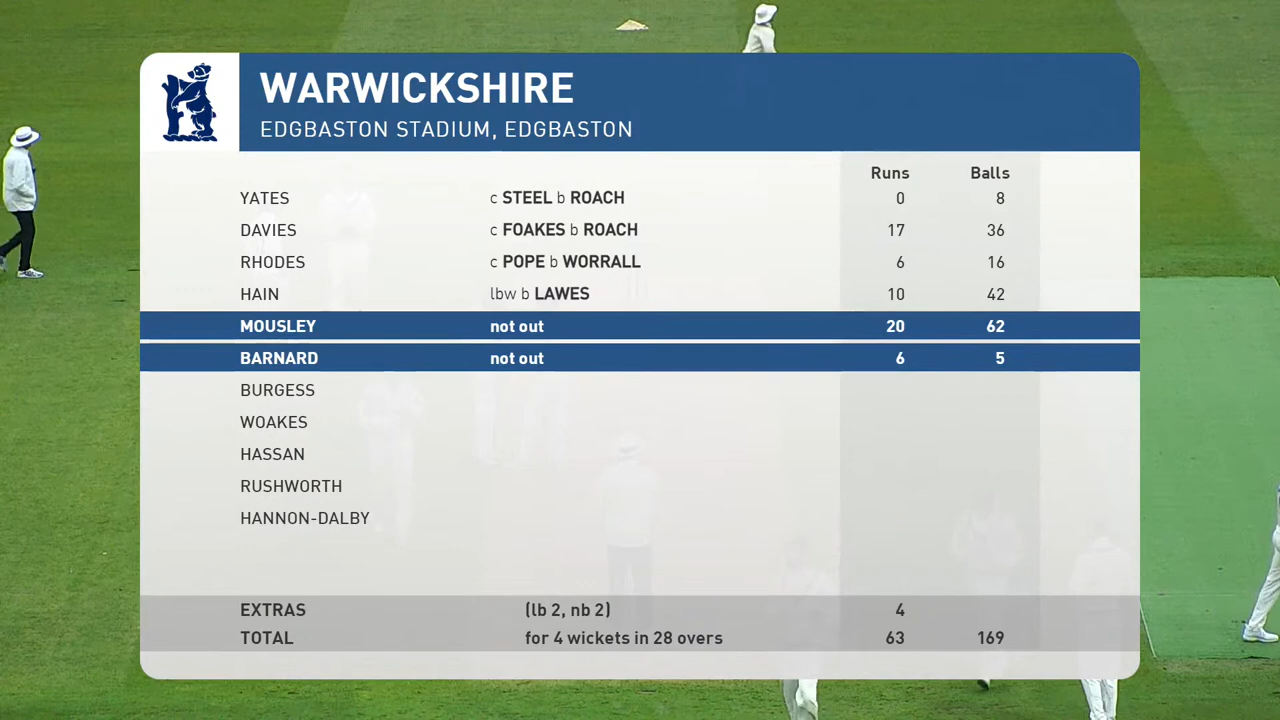 WARWICKSHIRE
EDGBASTON STADIUM, EDGBASTON
Runs Balls
YATES c STEEL b ROACH 0 8
DAVIES c FOAKES b ROACH 17 36
RHODES c POPE b WORRALL 6 16
HAIN lbw b LAWES 10 42
MOUSLEY not out 20 62
BARNARD not out 6 5
BURGESS
WOAKES
HASSAN
RUSHWORTH
HANNON-DALBY
EXTRAS (lb 2, nb 2) 4
TOTAL for 4 wickets in 28 overs 63 169